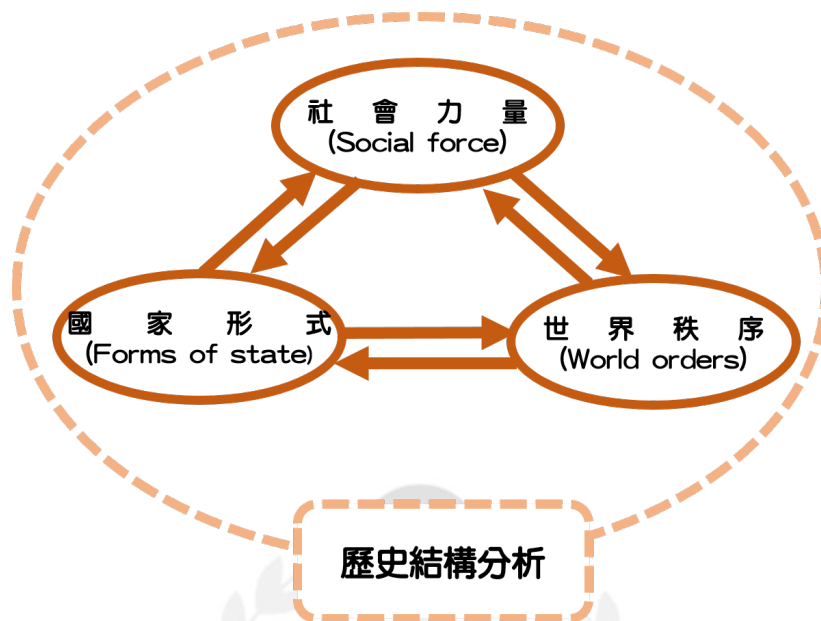 社會力量
(Social force)
國家形式
(Forms of state)
世界秩序
(World orders)
歷史結構分析